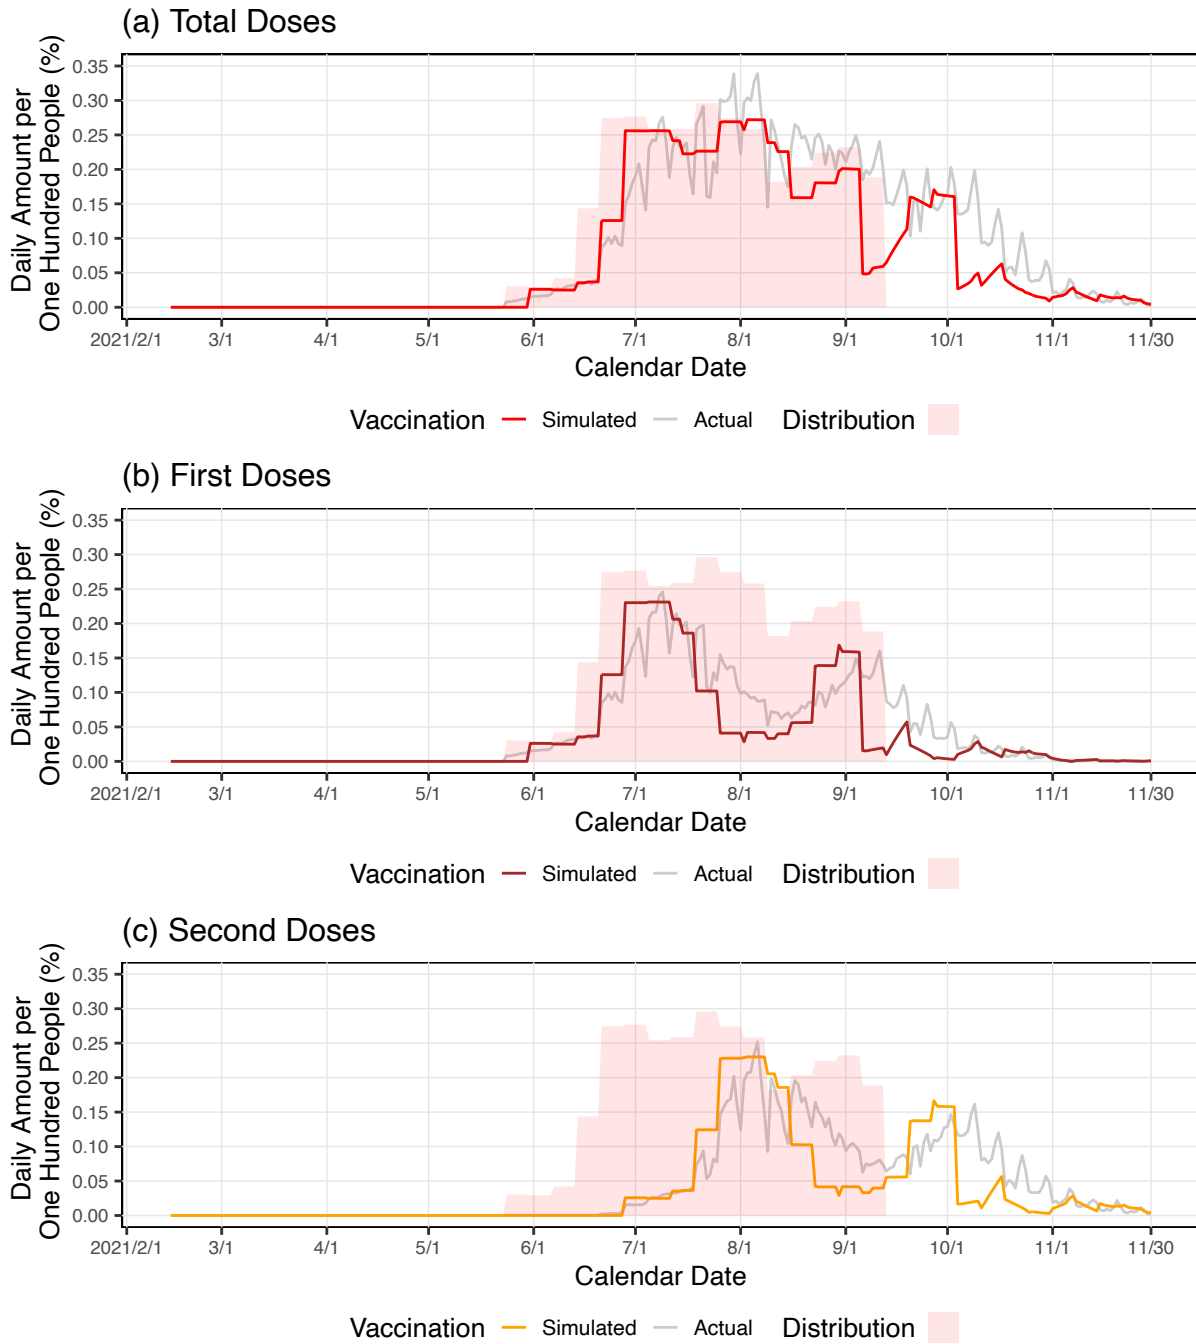 (a) Total Doses
Daily Amount per
One Hundred People (%)
0.35
0.30
0.25
0.20
0.15
0.10
0.05
0.00
2021/2/1 3/1 4/1 5/1 6/1 7/1 8/1 9/1 10/1 11/1 11/30
Calendar Date
Vaccination Simulated Actual Distribution
(b) First Doses
Daily Amount per
One Hundred People (%)
0.35
0.30
0.25
0.20
0.15
0.10
0.05
0.00
2021/2/1 3/1 4/1 5/1 6/1 7/1 8/1 9/1 10/1 11/1 11/30
Calendar Date
Vaccination Simulated Actual Distribution
(c) Second Doses
Daily Amount per
One Hundred People (%)
0.35
0.30
0.25
0.20
0.15
0.10
0.05
0.00
2021/2/1 3/1 4/1 5/1 6/1 7/1 8/1 9/1 10/1 11/1 11/30
Calendar Date
Vaccination Simulated Actual Distribution